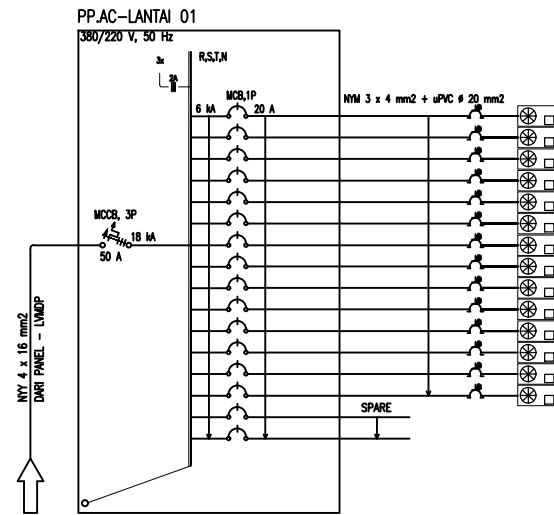 PP.AC-LANTAI 01
380/220 V, 50 Hz
3x
2A
R,S,T,N
MCB,1P
6 kA
20 A
NYM 3 x 4 mm2 + uPVC ø 20 mm2
MCCB, 3P
18 kA
50 A
NYY 4 x 16 mm2
DARI PANEL - LVMDP
SPARE